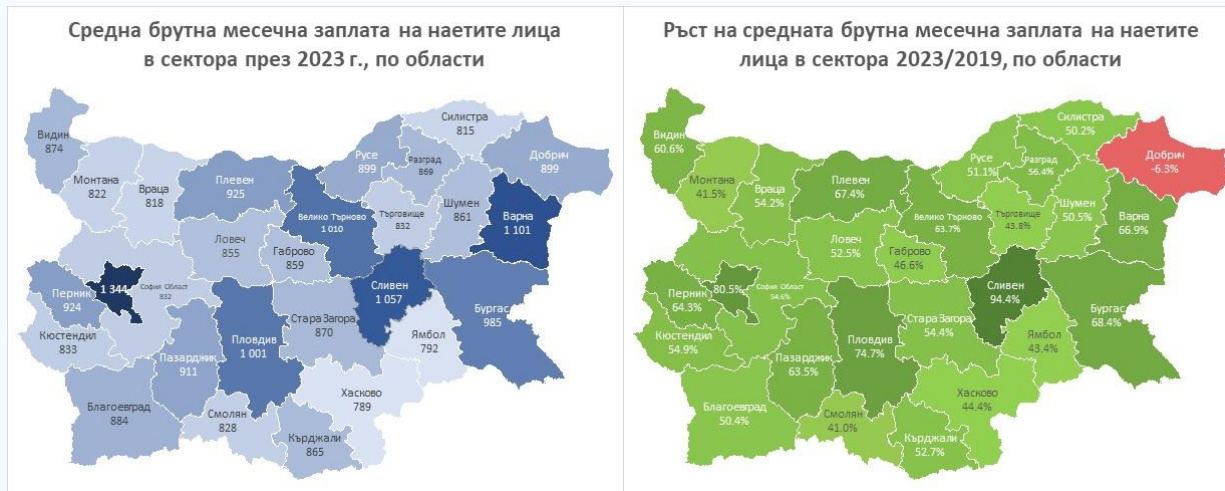 Средна брутна месечна заплата на наетите лица
в сектора през 2023 г., по области
Видин
874
Монтана
822
Враца
818
Плевен
925
Русе
899
Силистра
815
Разград
869
Добрич
899
Велико Търново
1 010
Търговище
832
Шумен
861
Варна
1 101
Ловеч
855
Габрово
859
Перник
924
1 344
София Област
832
Сливен
1 057
Бургас
985
Кюстендил
833
Пловдив
1 001
Стара Загора
870
Ямбол
792
Пазарджик
911
Хасково
789
Благоевград
884
Смолян
828
Кърджали
865
Ръст на средната брутна месечна заплата на наетите
лица в сектора 2023/2019, по области
Видин
60.6%
Монтана
41.5%
Враца
54.2%
Плевен
67.4%
Русе
51.1%
Силистра
50.2%
Разград
56.4%
Добрич
-6.3%
Велико Търново
63.7%
Търговище
43.8%
Шумен
50.5%
Варна
66.9%
Ловеч
52.5%
Габрово
46.6%
Перник
64.3%
80.5%
София Област
54.6%
Сливен
94.4%
Бургас
68.4%
Кюстендил
54.9%
Пловдив
74.7%
Стара Загора
54.4%
Ямбол
43.4%
Пазарджик
63.5%
Хасково
44.4%
Благоевград
50.4%
Смолян
41.0%
Кърджали
52.7%